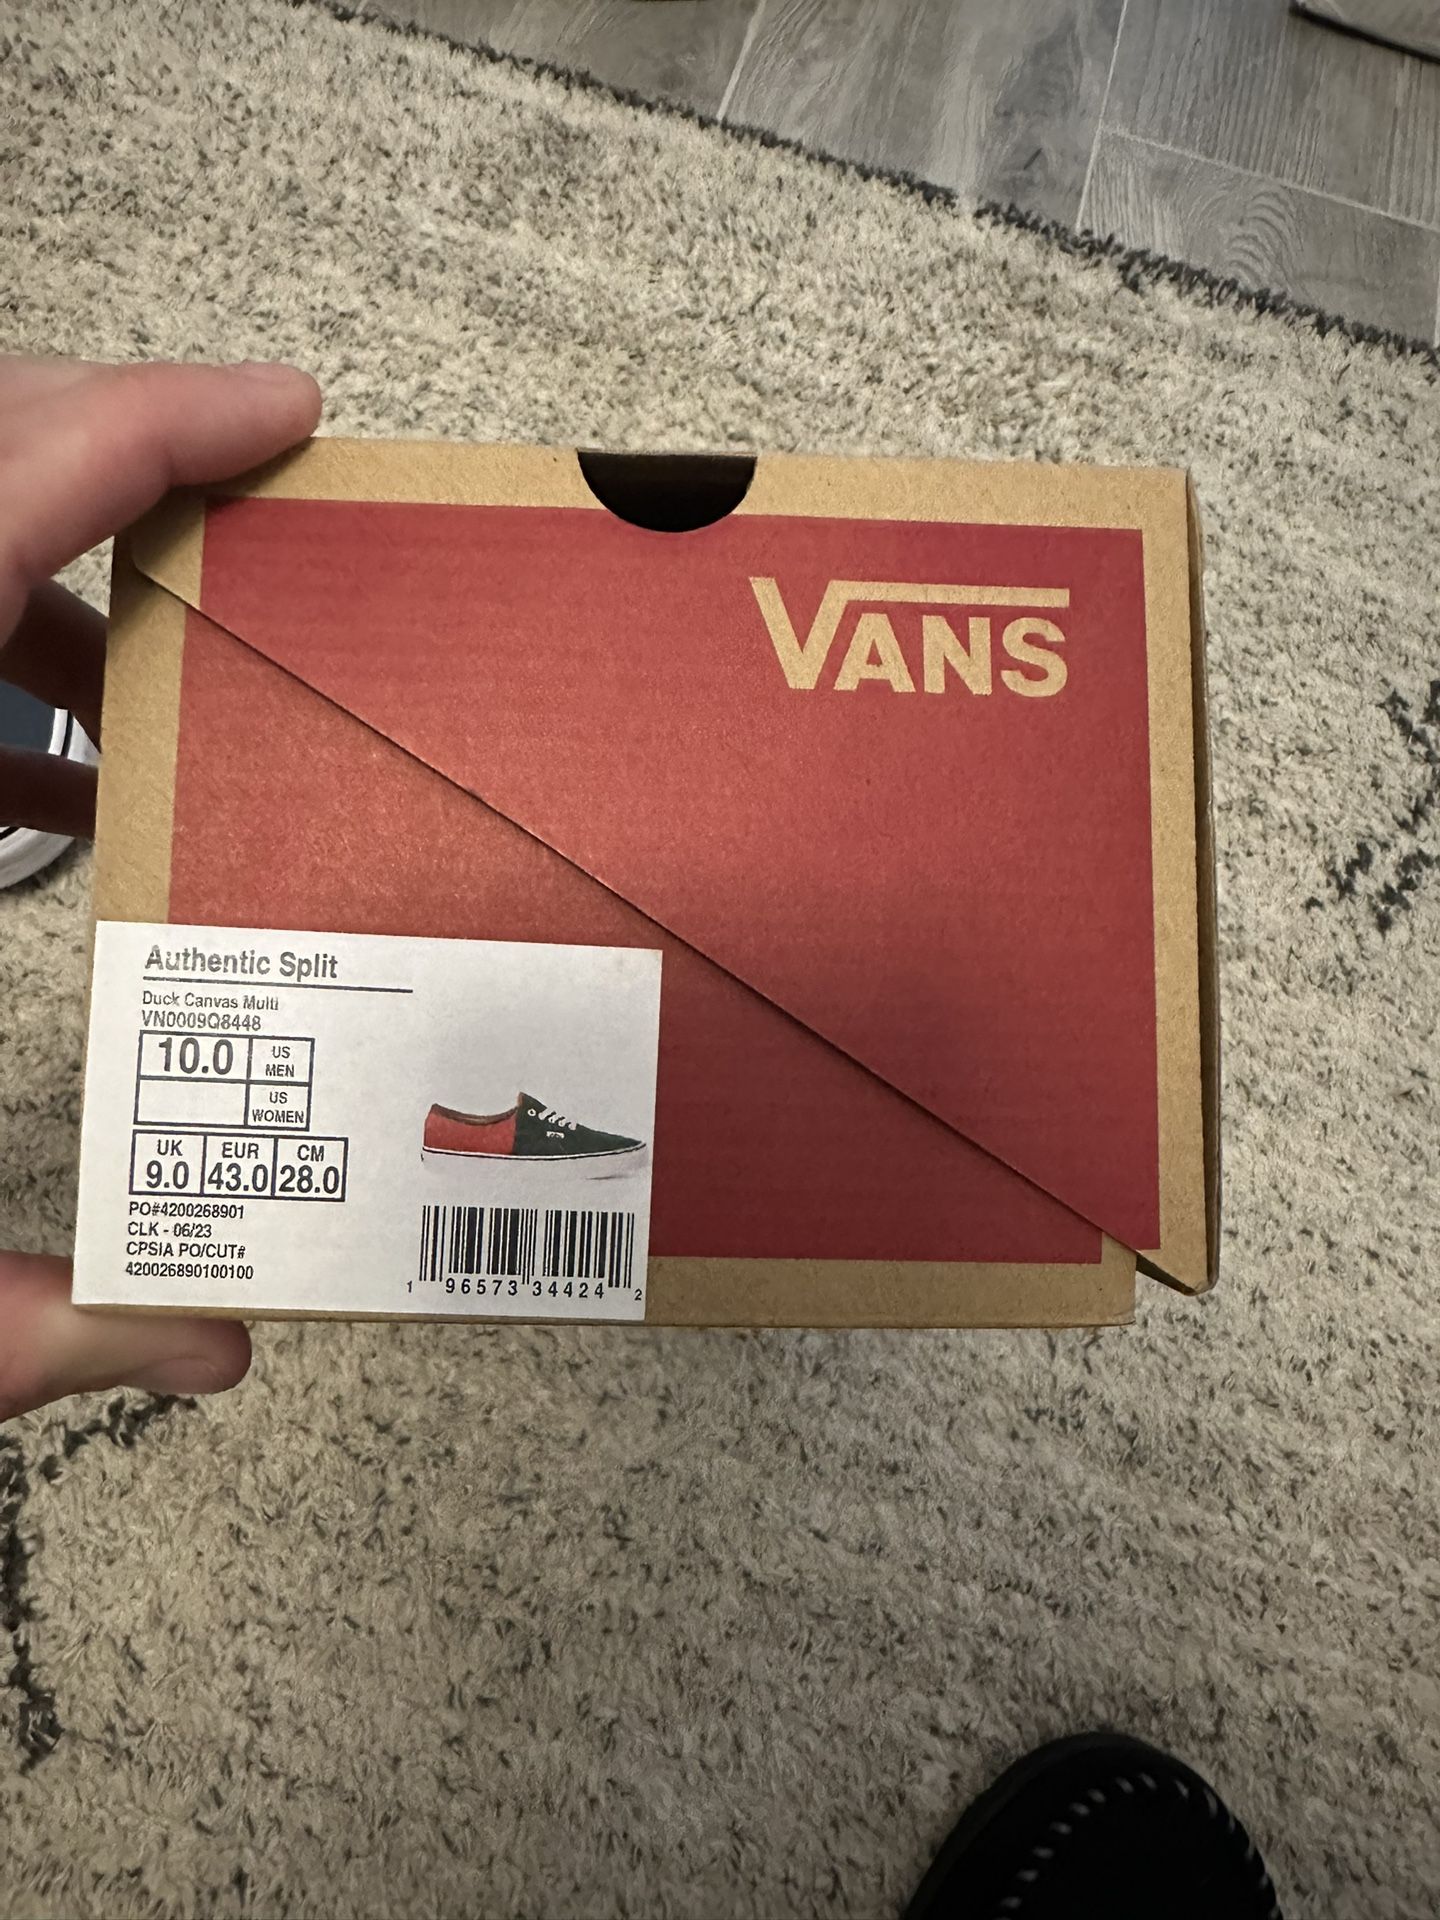 VANS
Authentic Split
Duck Canvas Multi
VN0009Q8448
10.0 US MEN
US WOMEN
UK EUR CM
9.0 43.0 28.0
PO#4200268901
CLK - 06/23
CPSIA PO/CUT#
420026890100100
1 96573 34424 2